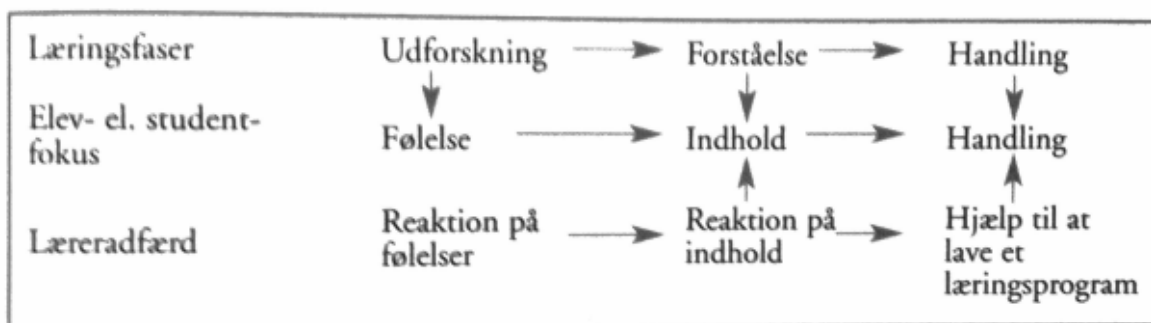 Læringsfaser Udforskning Forståelse Handling
Elev- el. student-
fokus Følelse Indhold Handling
Læreradfærd Reaktion på
følelser Reaktion på
indhold Hjælp til at
lave et
læringsprogram